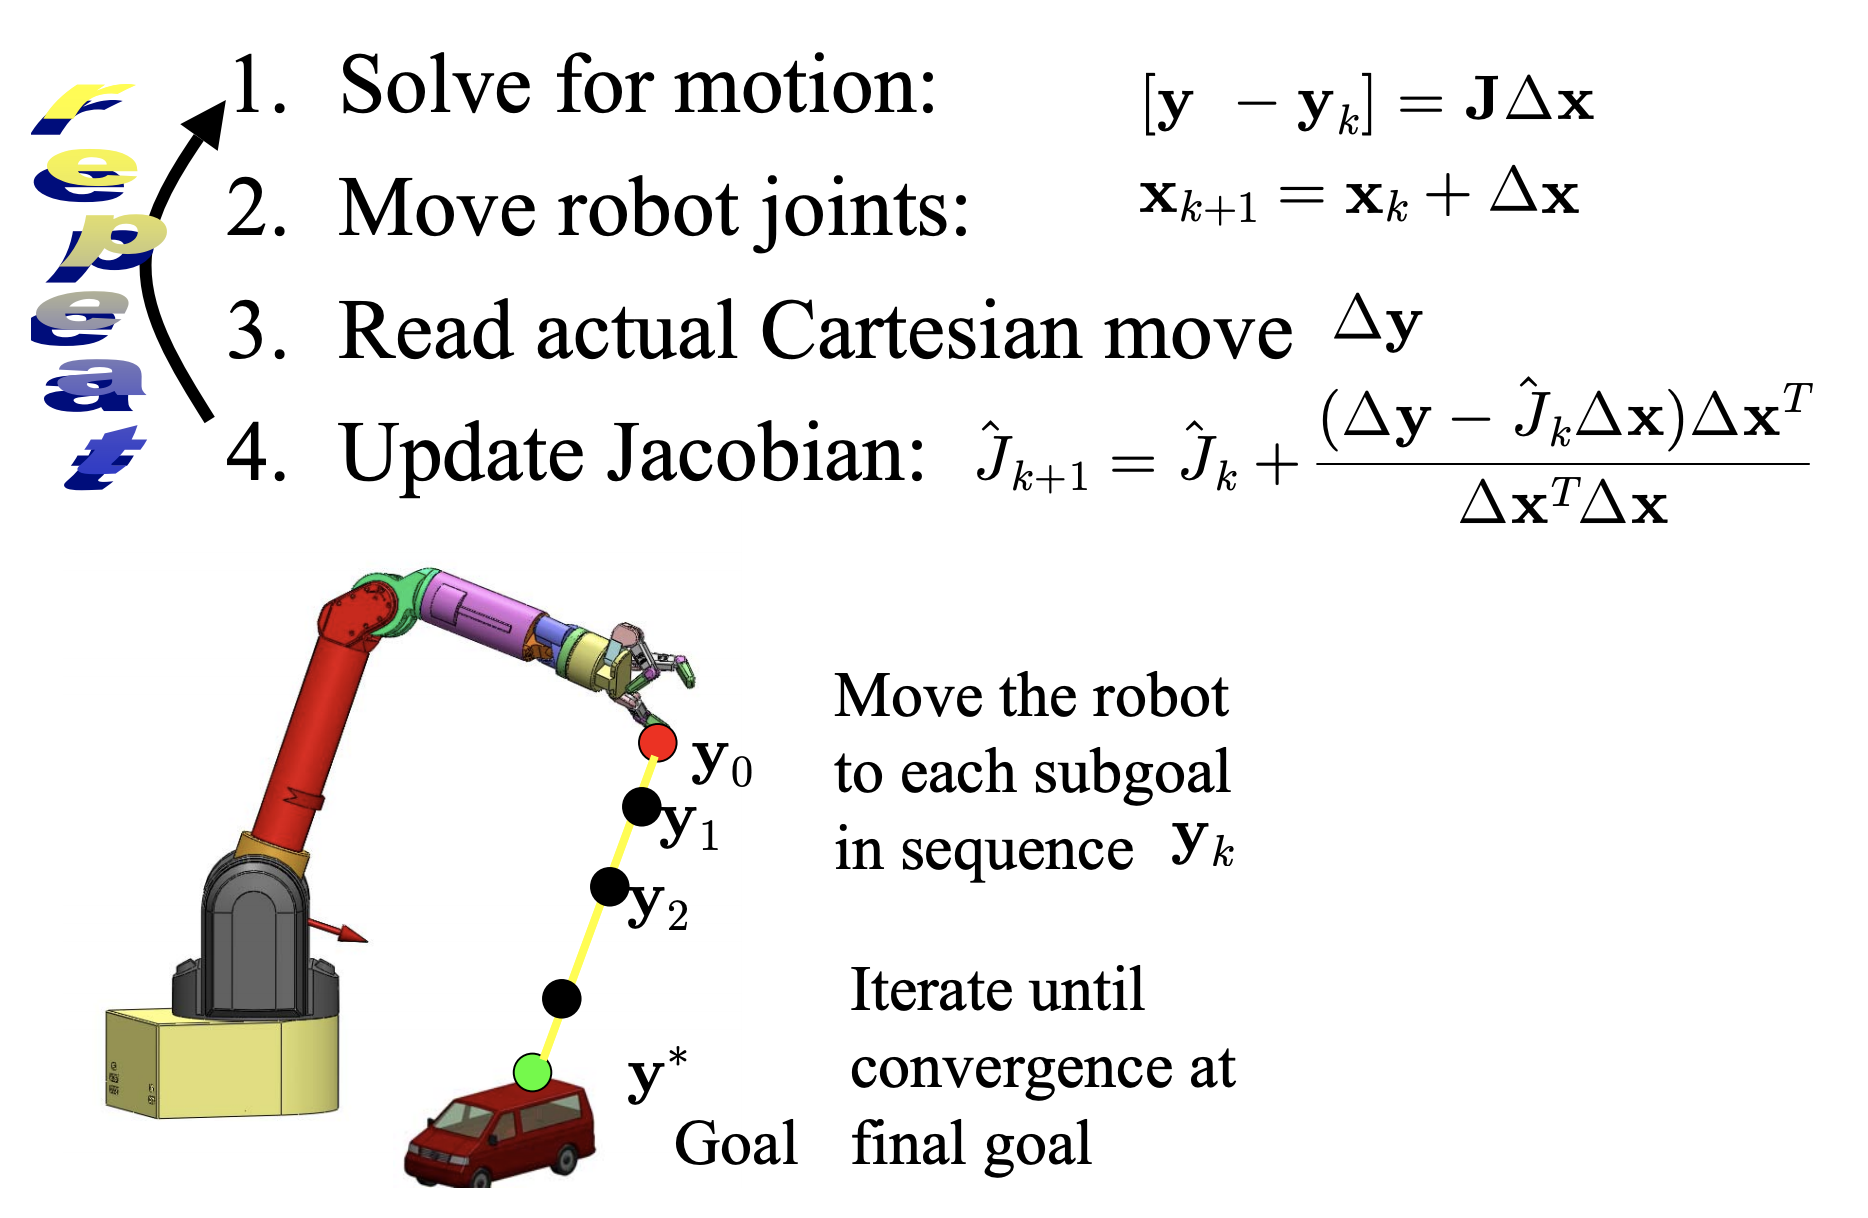 repeat
1. Solve for motion: [y − y_k] = JΔx
2. Move robot joints: x_{k+1} = x_k + Δx
3. Read actual Cartesian move Δy
4. Update Jacobian: Ĵ_{k+1} = Ĵ_k + \frac{(Δy − Ĵ_kΔx)Δx^T}{Δx^TΔx}
y_0
y_1
y_2
y*
Goal
Move the robot
to each subgoal
in sequence y_k
Iterate until
convergence at
final goal